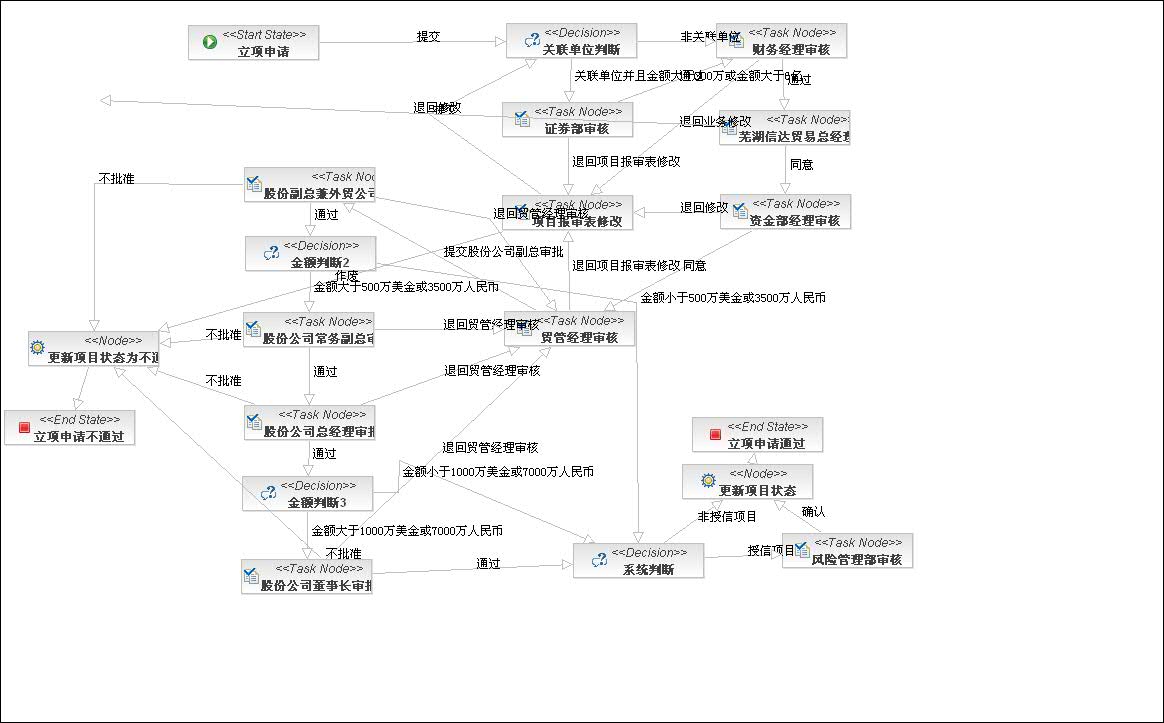 <<Start State>>
立项申请
提交
<<Decision>>
关联单位判断
非关联单位
<<Task Node>>
财务经理审核
关联单位并且金额大于300万或金额大于
通过
退回修改
<<Task Node>>
证券部审核
退回业务修改
<<Task Node>>
芜湖信达贸易总经理
退回项目报审表修改
同意
不批准
<<Task Nod
股份副总兼外贸公司
通过
退回贸管经理审核
<<Task Node>>
项目报审表修改
退回修改
<<Task Node>>
资金部经理审核
<<Decision>>
金额判断2
提交股份公司副总审批
作废
退回项目报审表修改
同意
金额大于500万美金或3500万人民币
金额小于500万美金或3500万人民币
<<Task Node>>
股份公司常务副总审
不批准
退回贸管经理审核
<<Task Node>>
贸管经理审核
<<Node>>
更新项目状态为不通
不批准
通过
退回贸管经理审核
<<End State>>
立项申请不通过
<<Task Node>>
股份公司总经理审批
<<End State>>
立项申请通过
通过
退回贸管经理审核
金额小于1000万美金或7000万人民币
<<Node>>
更新项目状态
<<Decision>>
金额判断3
非授信项目
确认
金额大于1000万美金或7000万人民币
不批准
<<Task Node>>
股份公司董事长审批
通过
<<Decision>>
系统判断
授信项目
<<Task Node>>
风险管理部审核